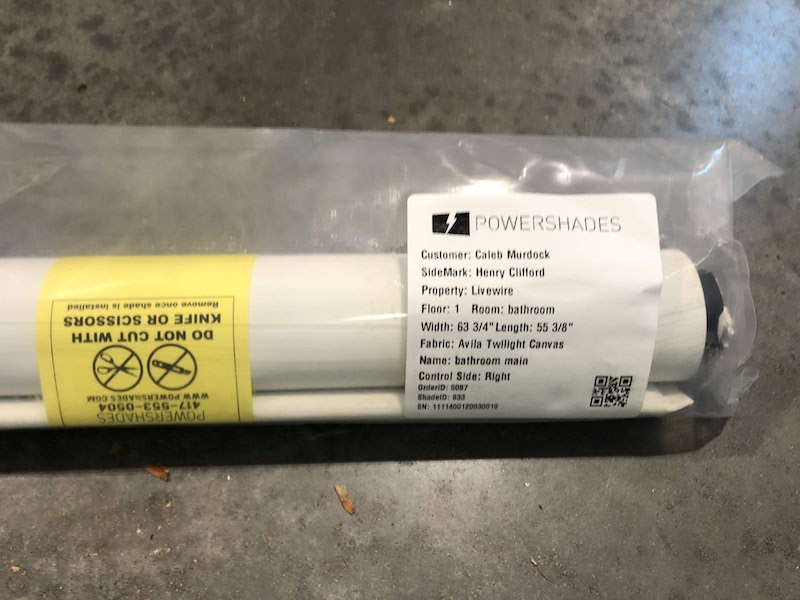 POWERSHADES
Customer: Caleb Murdock
SideMark: Henry Clifford
Property: Livewire
Floor: 1 Room: bathroom
Width: 63 3/4" Length: 55 3/8"
Fabric: Avila Twilight Canvas
Name: bathroom main
Control Side: Right
OrderID: 5087
ShadeID: 833
SN: 1111400120030019
POWERSHADES
417-553-0504
WWW.POWERSHADES.COM
DO NOT CUT WITH
KNIFE OR SCISSORS
Remove once shade is installed